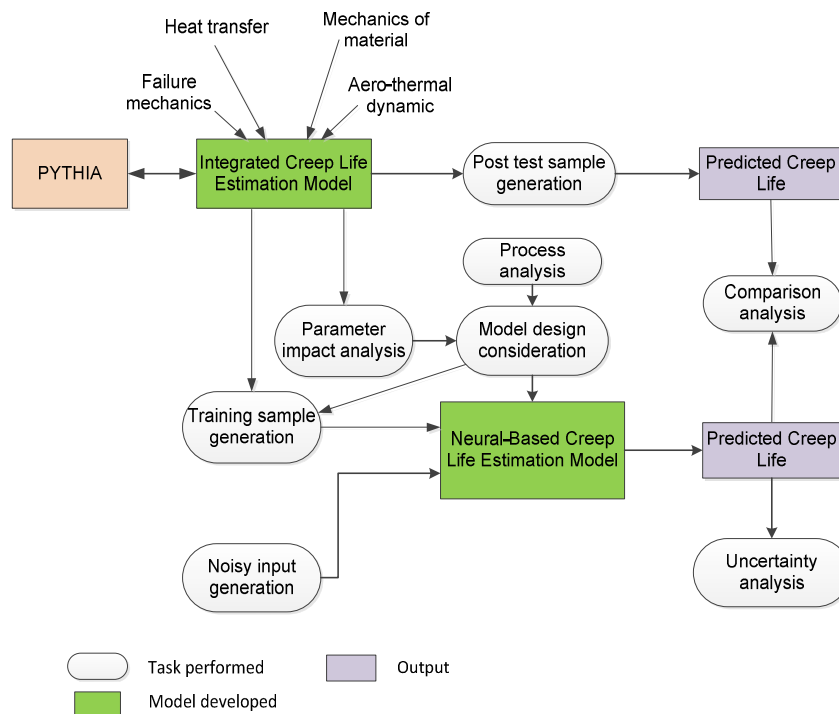 Heat transfer
Mechanics of
material
Failure
mechanics
Aero-thermal
dynamic
PYTHIA
Integrated Creep Life
Estimation Model
Post test sample
generation
Predicted Creep
Life
Process
analysis
Comparison
analysis
Parameter
impact analysis
Model design
consideration
Training sample
generation
Neural-Based Creep
Life Estimation Model
Predicted Creep
Life
Noisy input
generation
Uncertainty
analysis
Task performed
Output
Model developed